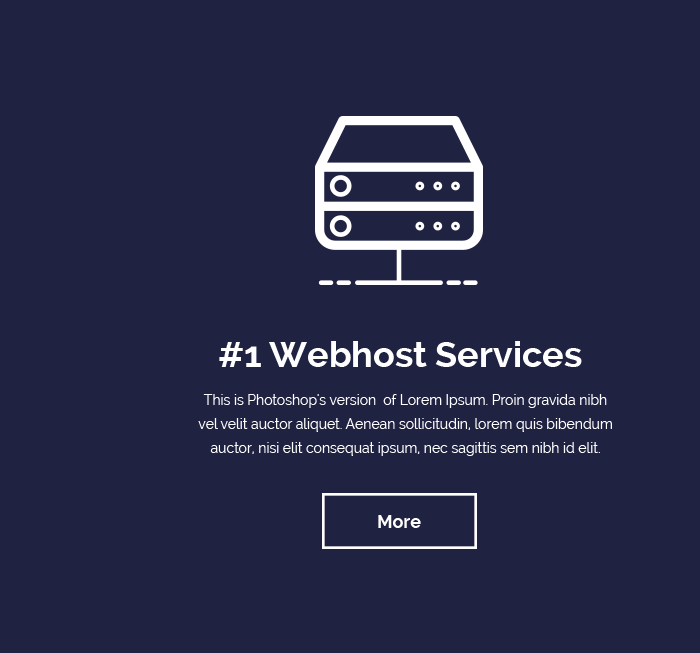 #1 Webhost Services
This is Photoshop's version  of Lorem Ipsum. Proin gravida nibh
vel velit auctor aliquet. Aenean sollicitudin, lorem quis bibendum
auctor, nisi elit consequat ipsum, nec sagittis sem nibh id elit.
More